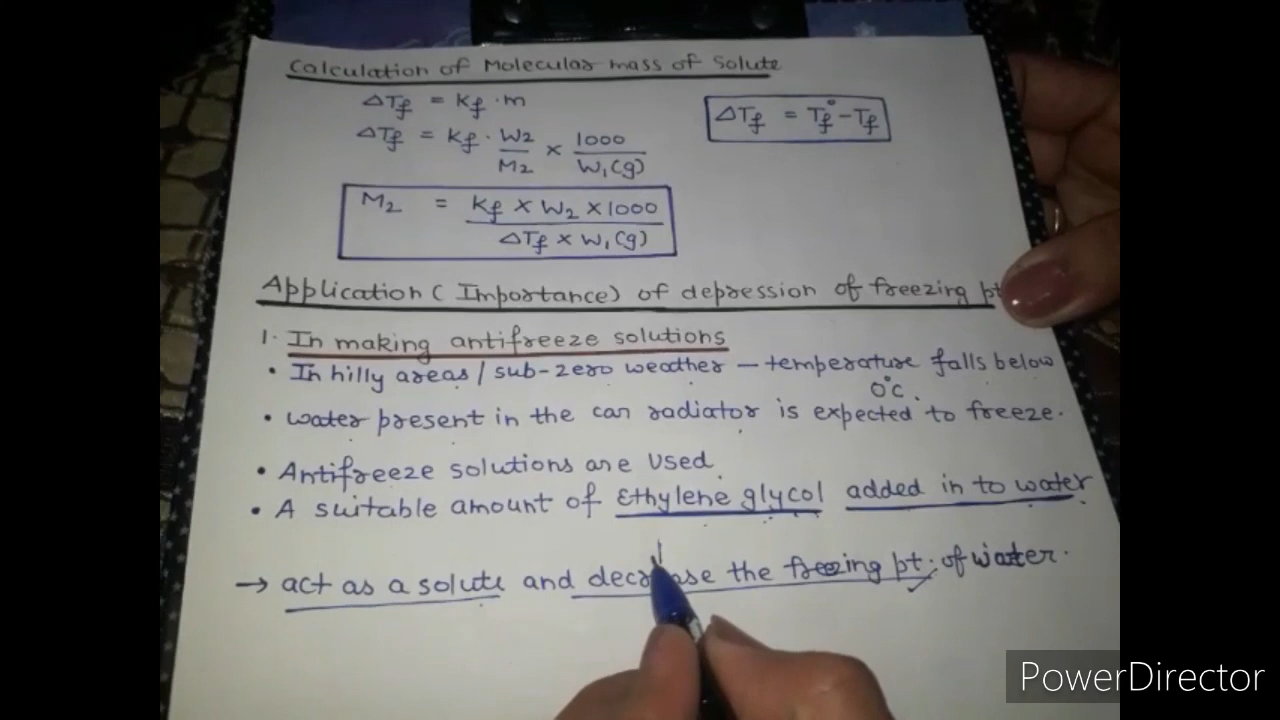 Calculation of Molecular mass of Solute
ΔTf = Kf · m
ΔTf = Kf · W2/M2 × 1000/W1(g)
ΔTf = Tf° - Tf
M2 = Kf × W2 × 1000 / ΔTf × W1(g)
Application (Importance) of depression of freezing pt
1. In making antifreeze solutions
• In hilly areas / sub-zero weather — temperature falls below
0°C.
• water present in the car radiator is expected to freeze.
• Antifreeze solutions are used.
• A suitable amount of Ethylene glycol added in to water
→ act as a solute and decrease the freezing pt. of water.
PowerDirector